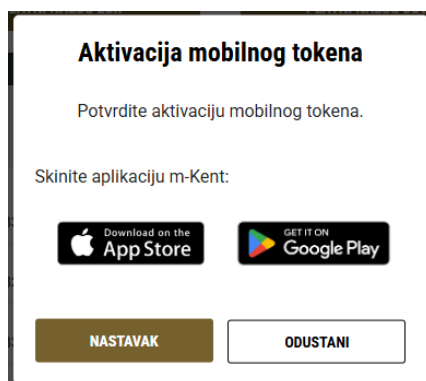 Aktivacija mobilnog tokena
Potvrdite aktivaciju mobilnog tokena.
Skinite aplikaciju m-Kent:
Download on the
App Store
GET IT ON
Google Play
NASTAVAK
ODUSTANI